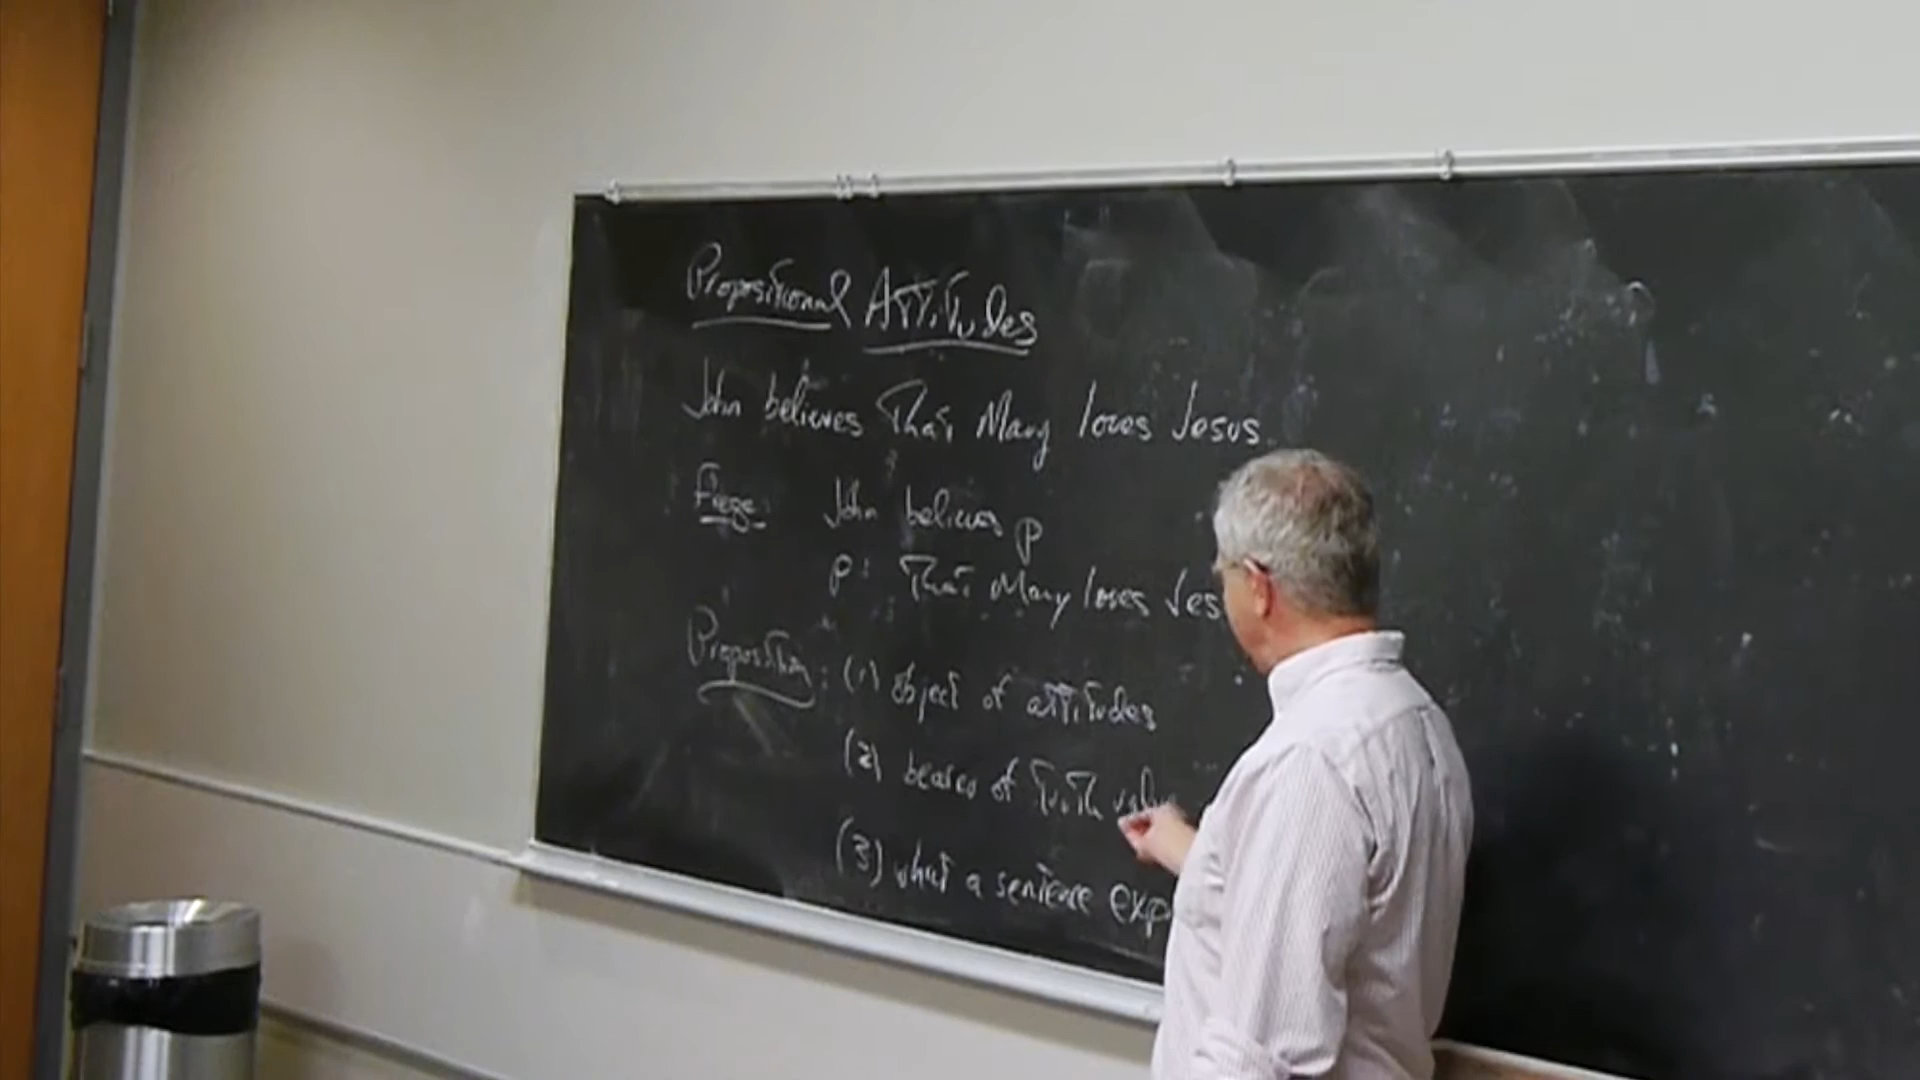 Propositional Attitudes
John believes That Mary loves Jesus.
Frege: John believes p
p: That Mary loves Jes
Proposition: (1) object of attitudes
(2) bearer of Truth value
(3) what a sentence exp